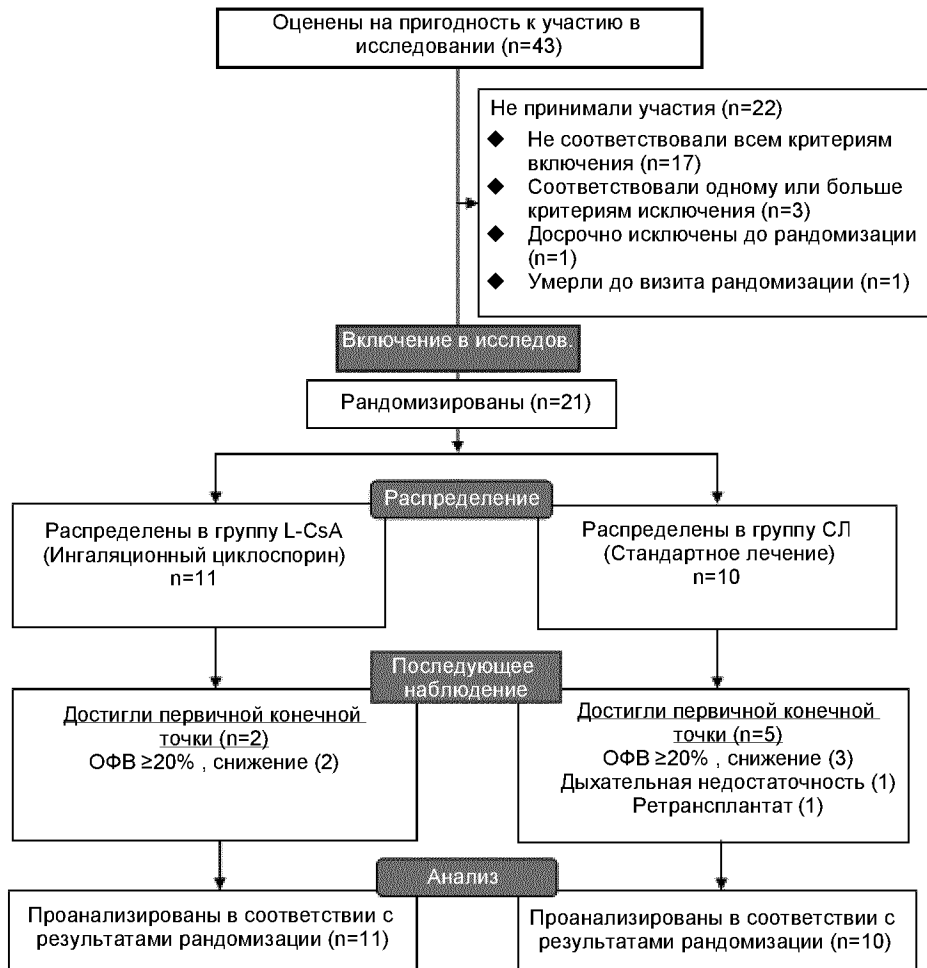 Оценены на пригодность к участию в
исследовании (n=43)
Не принимали участия (n=22)
◆ Не соответствовали всем критериям
включения (n=17)
◆ Соответствовали одному или больше
критериям исключения (n=3)
◆ Досрочно исключены до рандомизации
(n=1)
◆ Умерли до визита рандомизации (n=1)
Включение в исследов.
Рандомизированы (n=21)
Распределение
Распределены в группу L-CsA
(Ингаляционный циклоспорин)
n=11
Распределены в группу СЛ
(Стандартное лечение)
n=10
Последующее
наблюдение
Достигли первичной конечной
точки (n=2)
ОФВ ≥20% , снижение (2)
Достигли первичной конечной
точки (n=5)
ОФВ ≥20% , снижение (3)
Дыхательная недостаточность (1)
Ретрансплантат (1)
Анализ
Проанализированы в соответствии с
результатами рандомизации (n=11)
Проанализированы в соответствии с
результатами рандомизации (n=10)